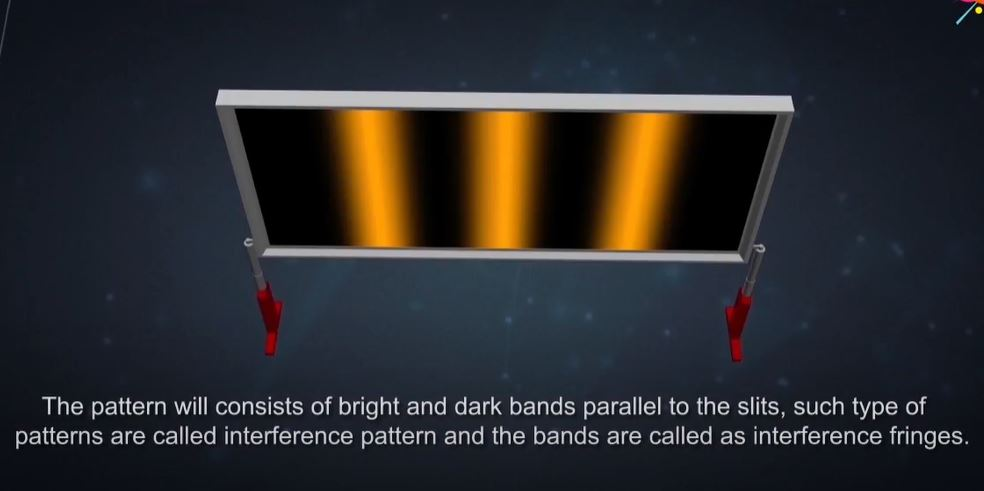 The pattern will consists of bright and dark bands parallel to the slits, such type of
patterns are called interference pattern and the bands are called as interference fringes.